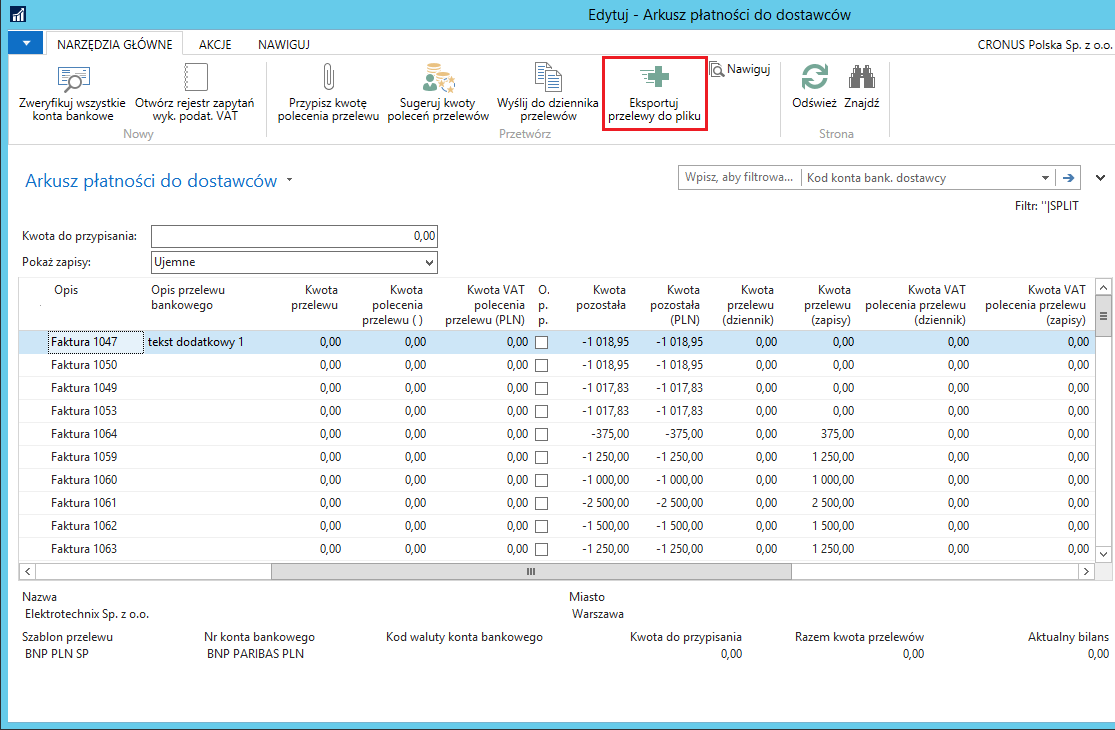 Edytuj - Arkusz płatności do dostawców
NARZĘDZIA GŁÓWNE AKCJE NAWIGUJ CRONUS Polska Sp. z o.o.
Zweryfikuj wszystkie konta bankowe
Otwórz rejestr zapytań wyk. podat. VAT
Nowy
Przypisz kwotę polecenia przelewu
Sugeruj kwoty poleceń przelewów
Wyślij do dziennika przelewów
Eksportuj przelewy do pliku
Nawiguj
Przetwórz
Odśwież Znajdź
Strona
Arkusz płatności do dostawców
Wpisz, aby filtrowa... Kod konta bank. dostawcy
Filtr: ''|SPLIT
Kwota do przypisania: 0,00
Pokaż zapisy: Ujemne
Opis
Opis przelewu bankowego
Kwota przelewu
Kwota polecenia przelewu ( )
Kwota VAT polecenia przelewu (PLN)
O. p. p.
Kwota pozostała
Kwota pozostała (PLN)
Kwota przelewu (dziennik)
Kwota przelewu (zapisy)
Kwota VAT polecenia przelewu (dziennik)
Kwota VAT polecenia przelewu (zapisy)
Faktura 1047 tekst dodatkowy 1 0,00 0,00 0,00 -1 018,95 -1 018,95 0,00 0,00 0,00 0,00
Faktura 1050 0,00 0,00 0,00 -1 018,95 -1 018,95 0,00 0,00 0,00 0,00
Faktura 1049 0,00 0,00 0,00 -1 017,83 -1 017,83 0,00 0,00 0,00 0,00
Faktura 1053 0,00 0,00 0,00 -1 017,83 -1 017,83 0,00 0,00 0,00 0,00
Faktura 1064 0,00 0,00 0,00 -375,00 -375,00 0,00 375,00 0,00 0,00
Faktura 1059 0,00 0,00 0,00 -1 250,00 -1 250,00 0,00 1 250,00 0,00 0,00
Faktura 1060 0,00 0,00 0,00 -1 000,00 -1 000,00 0,00 1 000,00 0,00 0,00
Faktura 1061 0,00 0,00 0,00 -2 500,00 -2 500,00 0,00 2 500,00 0,00 0,00
Faktura 1062 0,00 0,00 0,00 -1 500,00 -1 500,00 0,00 1 500,00 0,00 0,00
Faktura 1063 0,00 0,00 0,00 -1 250,00 -1 250,00 0,00 1 250,00 0,00 0,00
Nazwa Miasto
Elektrotechnix Sp. z o.o. Warszawa
Szablon przelewu Nr konta bankowego Kod waluty konta bankowego Kwota do przypisania Razem kwota przelewów Aktualny bilans
BNP PLN SP BNP PARIBAS PLN 0,00 0,00 0,00